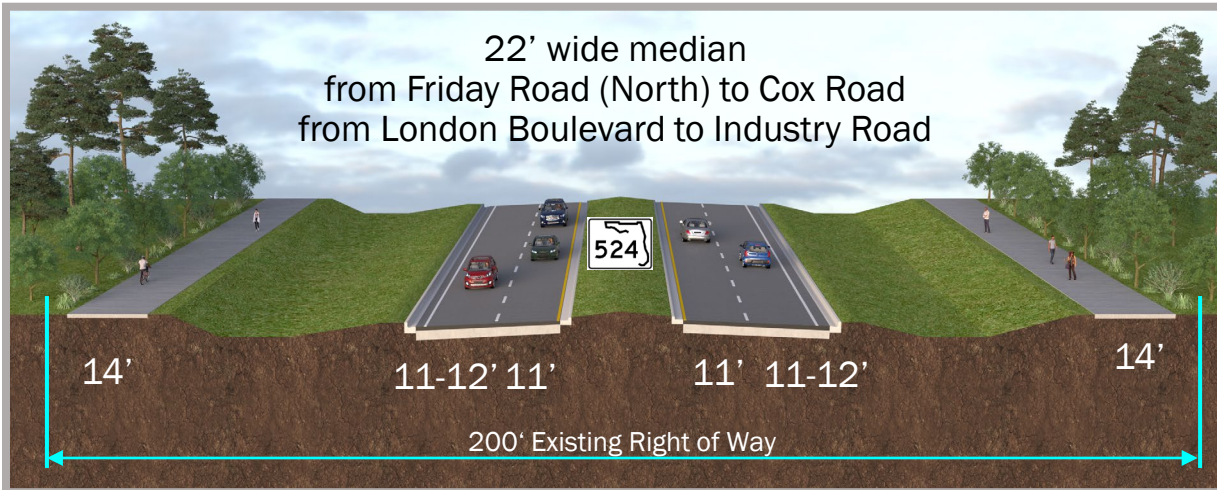 22’ wide median
from Friday Road (North) to Cox Road
from London Boulevard to Industry Road
524
14’
11-12’ 11’
11’ 11-12’
14’
200‘ Existing Right of Way